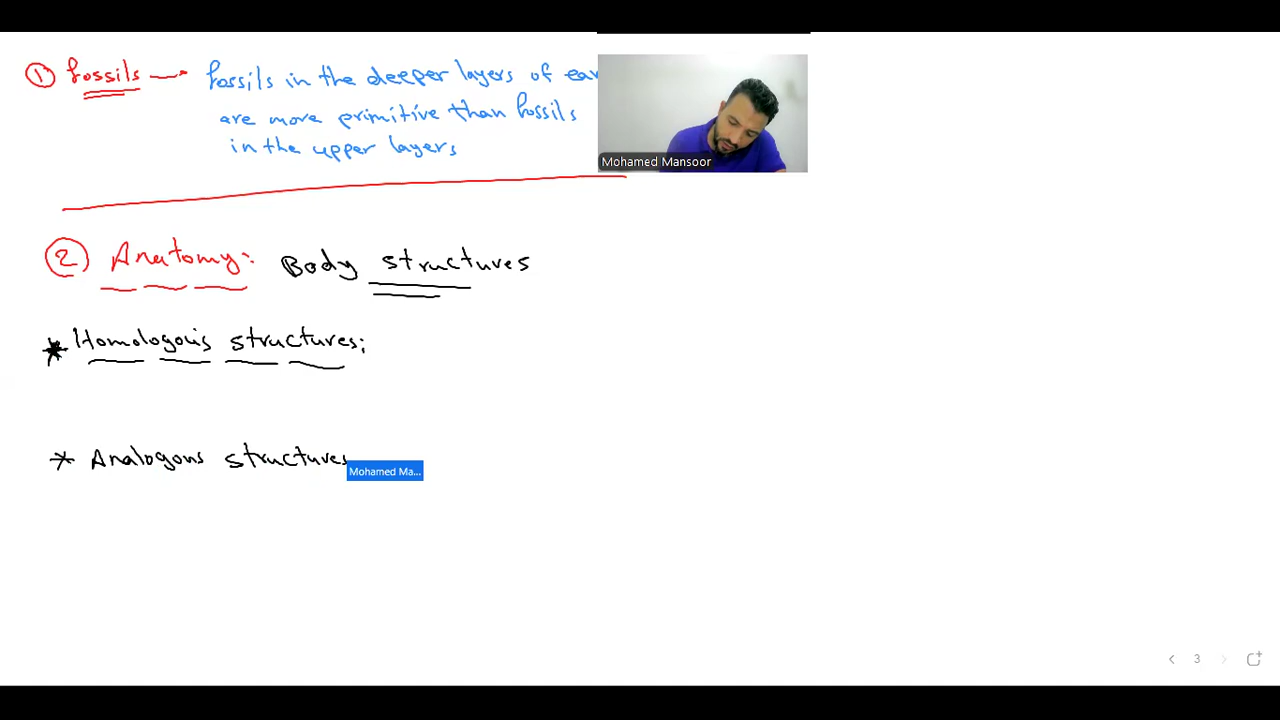 ① fossils → fossils in the deeper layers of ear
are more primitive than fossils
in the upper layers
Mohamed Mansoor
② Anatomy: Body structures
* Homologous structures:
* Analogous structures
Mohamed Ma...
3